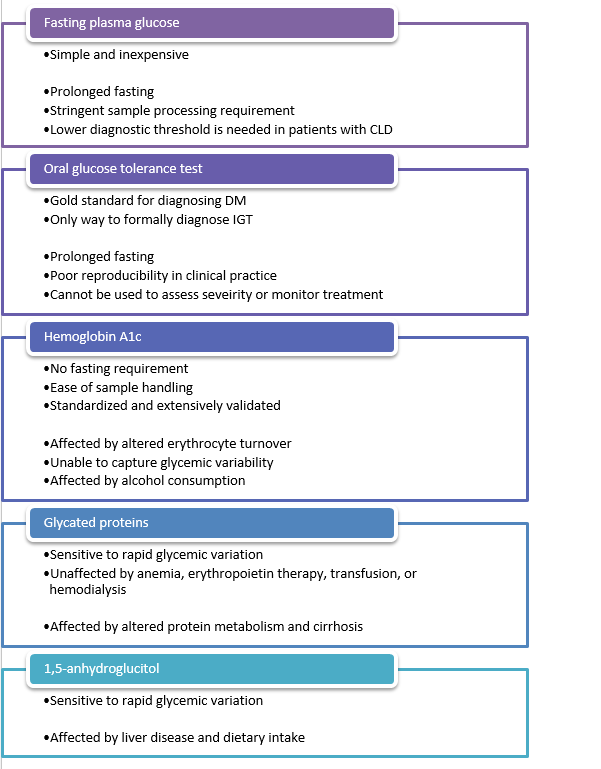 Fasting plasma glucose
•Simple and inexpensive
•Prolonged fasting
•Stringent sample processing requirement
•Lower diagnostic threshold is needed in patients with CLD
Oral glucose tolerance test
•Gold standard for diagnosing DM
•Only way to formally diagnose IGT
•Prolonged fasting
•Poor reproducibility in clinical practice
•Cannot be used to assess seveirity or monitor treatment
Hemoglobin A1c
•No fasting requirement
•Ease of sample handling
•Standardized and extensively validated
•Affected by altered erythrocyte turnover
•Unable to capture glycemic variability
•Affected by alcohol consumption
Glycated proteins
•Sensitive to rapid glycemic variation
•Unaffected by anemia, erythropoietin therapy, transfusion, or
hemodialysis
•Affected by altered protein metabolism and cirrhosis
1,5-anhydroglucitol
•Sensitive to rapid glycemic variation
•Affected by liver disease and dietary intake